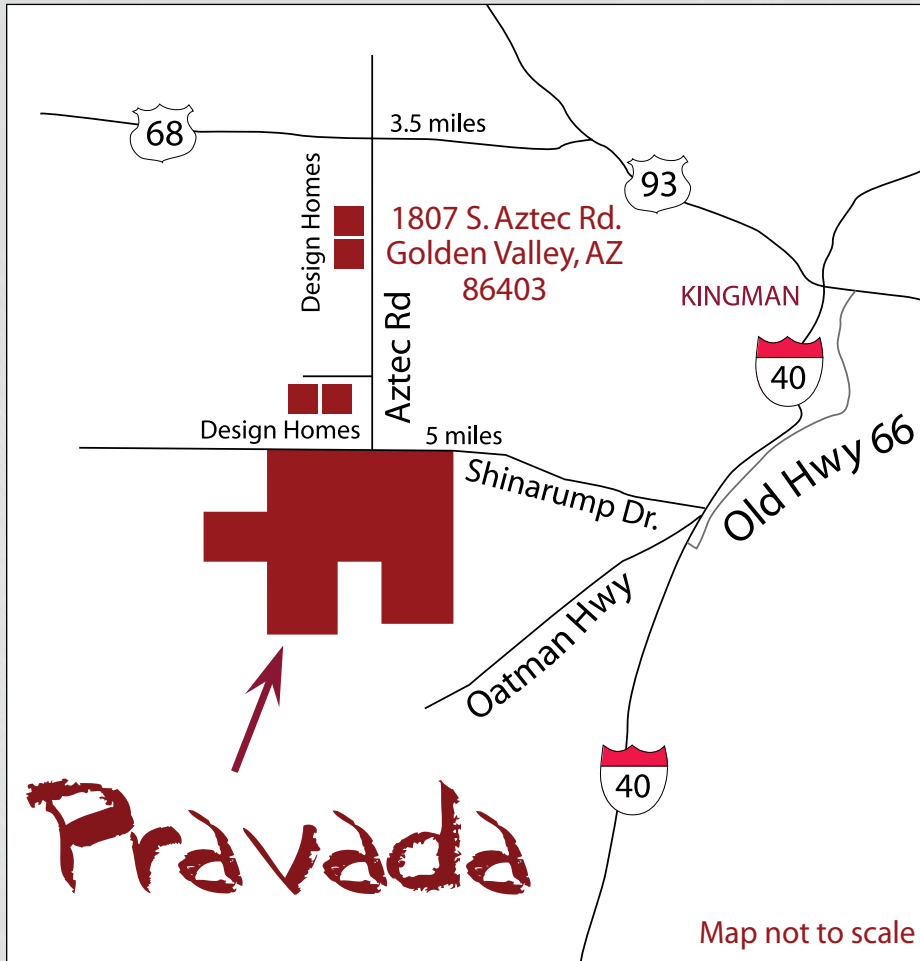 68
3.5 miles
93
Design Homes
1807 S. Aztec Rd.
Golden Valley, AZ
86403
KINGMAN
Aztec Rd
40
Design Homes
5 miles
Shinarump Dr.
Old Hwy 66
Oatman Hwy
40
Pravada
Map not to scale